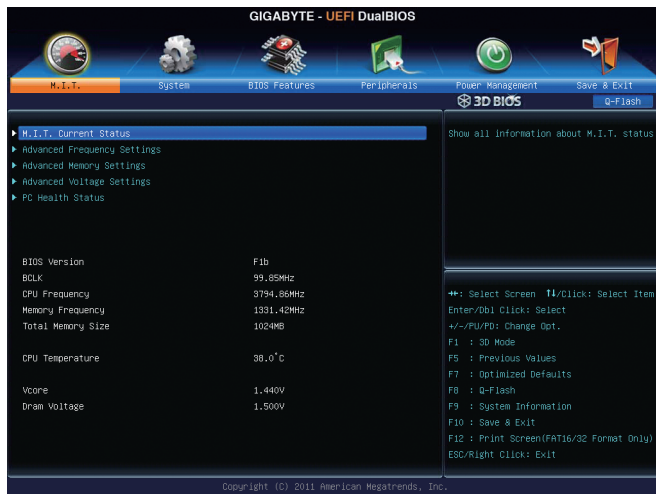 GIGABYTE - UEFI DualBIOS
M.I.T. System BIOS Features Peripherals Power Management Save & Exit
3D BIOS Q-Flash
M.I.T. Current Status
Advanced Frequency Settings
Advanced Memory Settings
Advanced Voltage Settings
PC Health Status
BIOS Version F1b
BCLK 99.85MHz
CPU Frequency 3794.86MHz
Memory Frequency 1331.42MHz
Total Memory Size 1024MB
CPU Temperature 38.0°C
Vcore 1.440V
Dram Voltage 1.500V
Show all information about M.I.T. status
→←: Select Screen ↑↓/Click: Select Item
Enter/Dbl Click: Select
+/-/PU/PD: Change Opt.
F1 : 3D Mode
F5 : Previous Values
F7 : Optimized Defaults
F8 : Q-Flash
F9 : System Information
F10 : Save & Exit
F12 : Print Screen(FAT16/32 Format Only)
ESC/Right Click: Exit
Copyright (C) 2011 American Megatrends, Inc.